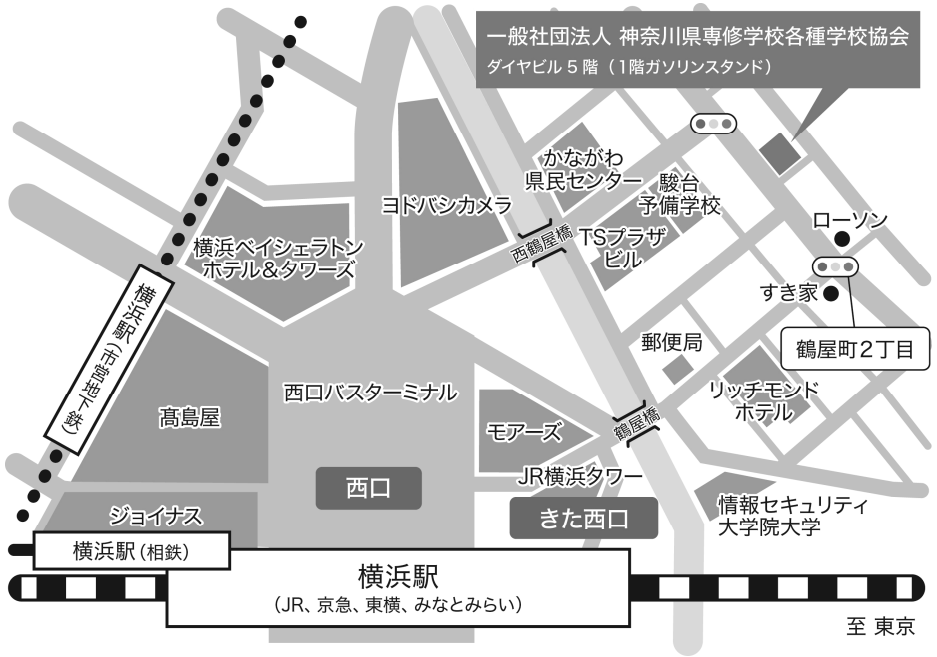 一般社団法人 神奈川県専修学校各種学校協会
ダイヤビル5階（1階ガソリンスタンド）
かながわ
県民センター
駿台
予備学校
ヨドバシカメラ
西鶴屋橋
TSプラザ
ビル
ローソン
横浜ベイシェラトン
ホテル&タワーズ
すき家
横浜駅（市営地下鉄）
鶴屋町2丁目
郵便局
リッチモンド
ホテル
西口バスターミナル
髙島屋
モアーズ
鶴屋橋
JR横浜タワー
西口
きた西口
情報セキュリティ
大学院大学
ジョイナス
横浜駅（相鉄）
横浜駅
（JR、京急、東横、みなとみらい）
至 東京